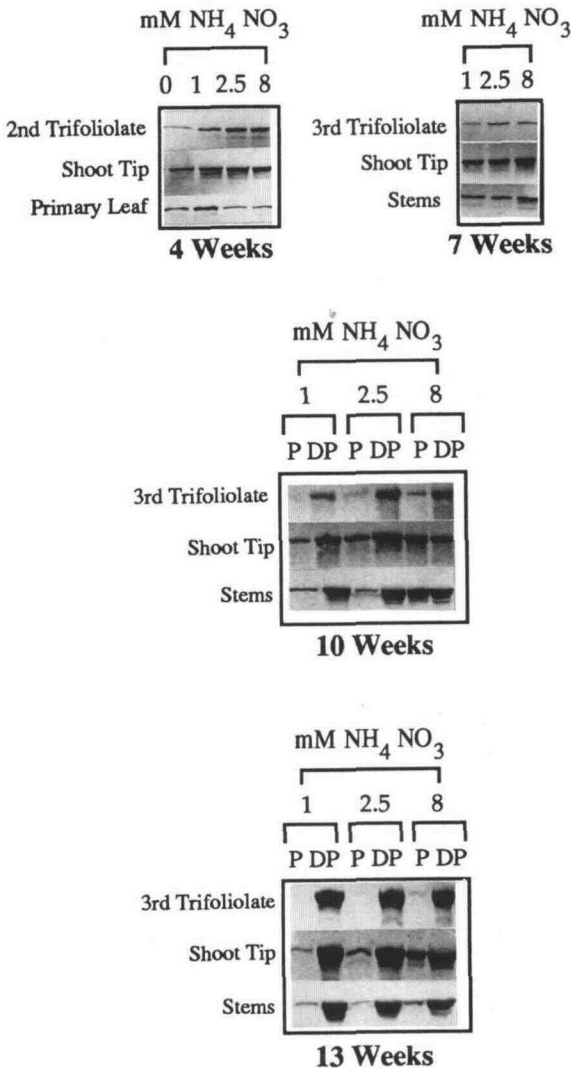 mM NH4 NO3
0 1 2.5 8
2nd Trifoliolate
Shoot Tip
Primary Leaf
4 Weeks
mM NH4 NO3
1 2.5 8
3rd Trifoliolate
Shoot Tip
Stems
7 Weeks
mM NH4 NO3
1 2.5 8
P DP P DP P DP
3rd Trifoliolate
Shoot Tip
Stems
10 Weeks
mM NH4 NO3
1 2.5 8
P DP P DP P DP
3rd Trifoliolate
Shoot Tip
Stems
13 Weeks